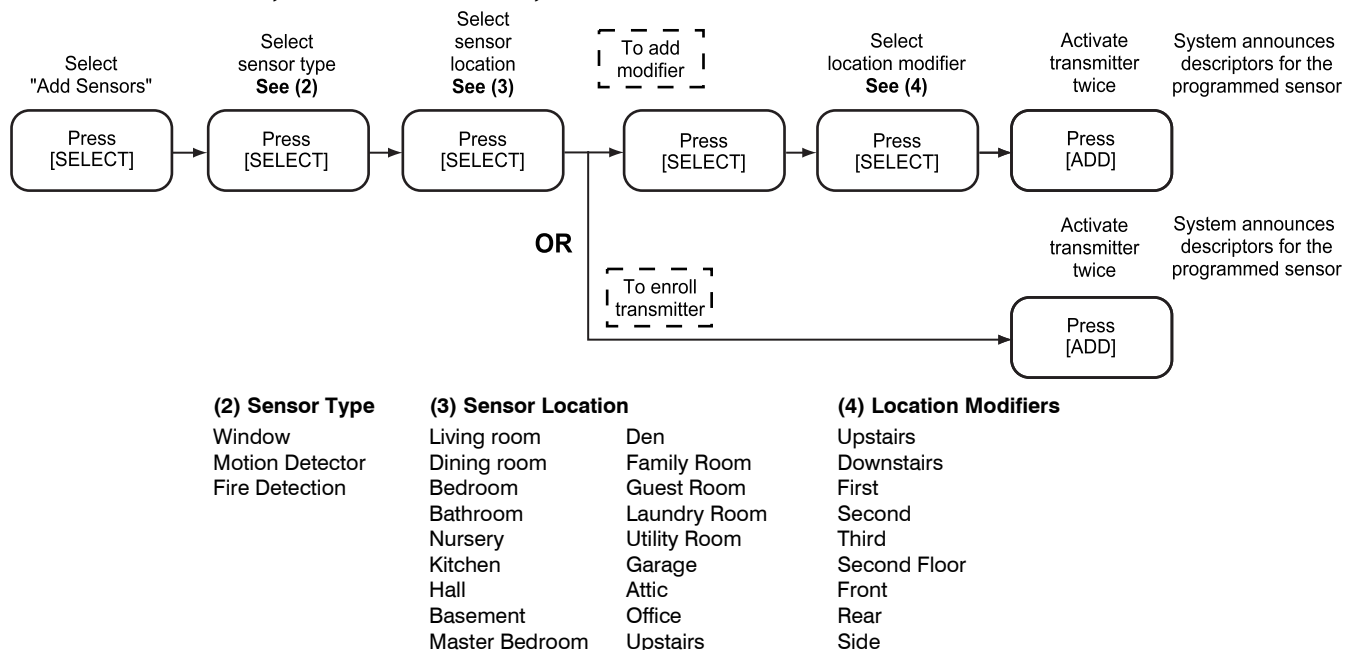 Select
"Add Sensors"
Press
[SELECT]
Select
sensor type
See (2)
Press
[SELECT]
Select
sensor
location
See (3)
Press
[SELECT]
To add
modifier
Press
[SELECT]
Select
location modifier
See (4)
Press
[SELECT]
Activate
transmitter
twice
Press
[ADD]
System announces
descriptors for the
programmed sensor
OR
To enroll
transmitter
Activate
transmitter
twice
Press
[ADD]
System announces
descriptors for the
programmed sensor
(2) Sensor Type
Window
Motion Detector
Fire Detection
(3) Sensor Location
Living room
Dining room
Bedroom
Bathroom
Nursery
Kitchen
Hall
Basement
Master Bedroom
Den
Family Room
Guest Room
Laundry Room
Utility Room
Garage
Attic
Office
Upstairs
(4) Location Modifiers
Upstairs
Downstairs
First
Second
Third
Second Floor
Front
Rear
Side